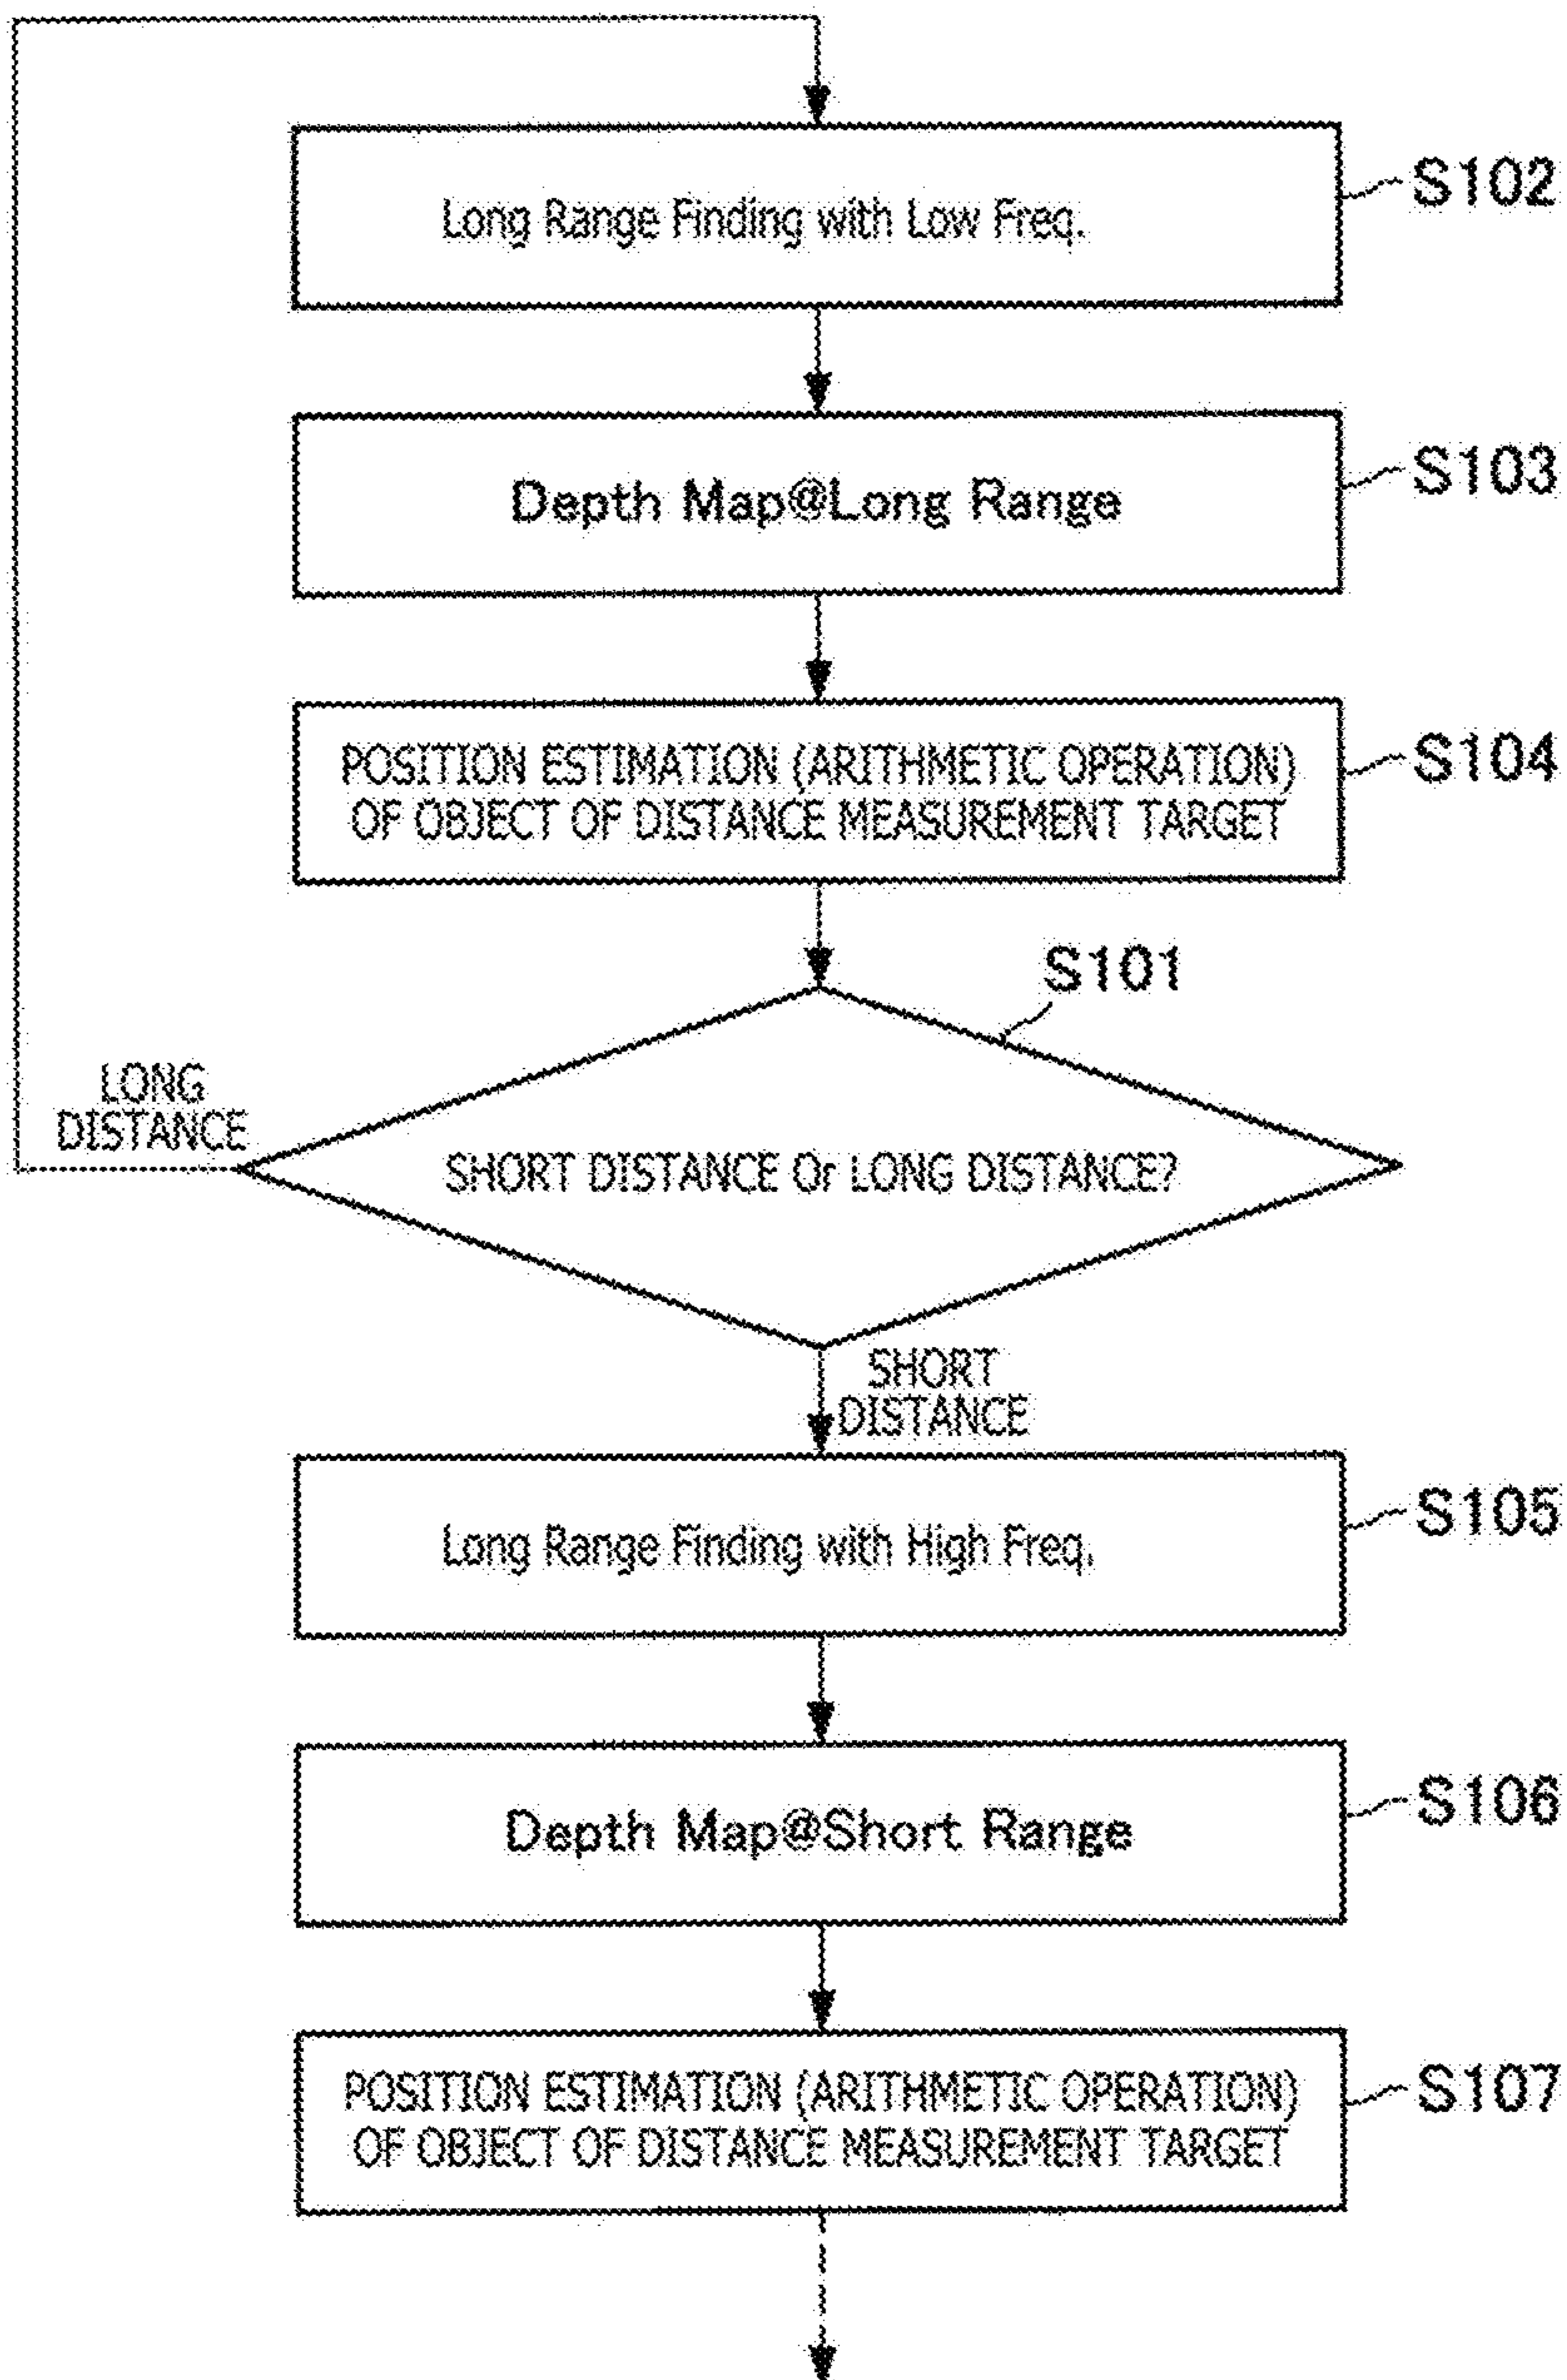 Long Range Finding with Low Freq.
S102
Depth Map@Long Range
S103
POSITION ESTIMATION (ARITHMETIC OPERATION)
OF OBJECT OF DISTANCE MEASUREMENT TARGET
S104
S101
LONG
DISTANCE
SHORT DISTANCE Or LONG DISTANCE?
SHORT
DISTANCE
Long Range Finding with High Freq.
S105
Depth Map@Short Range
S106
POSITION ESTIMATION (ARITHMETIC OPERATION)
OF OBJECT OF DISTANCE MEASUREMENT TARGET
S107